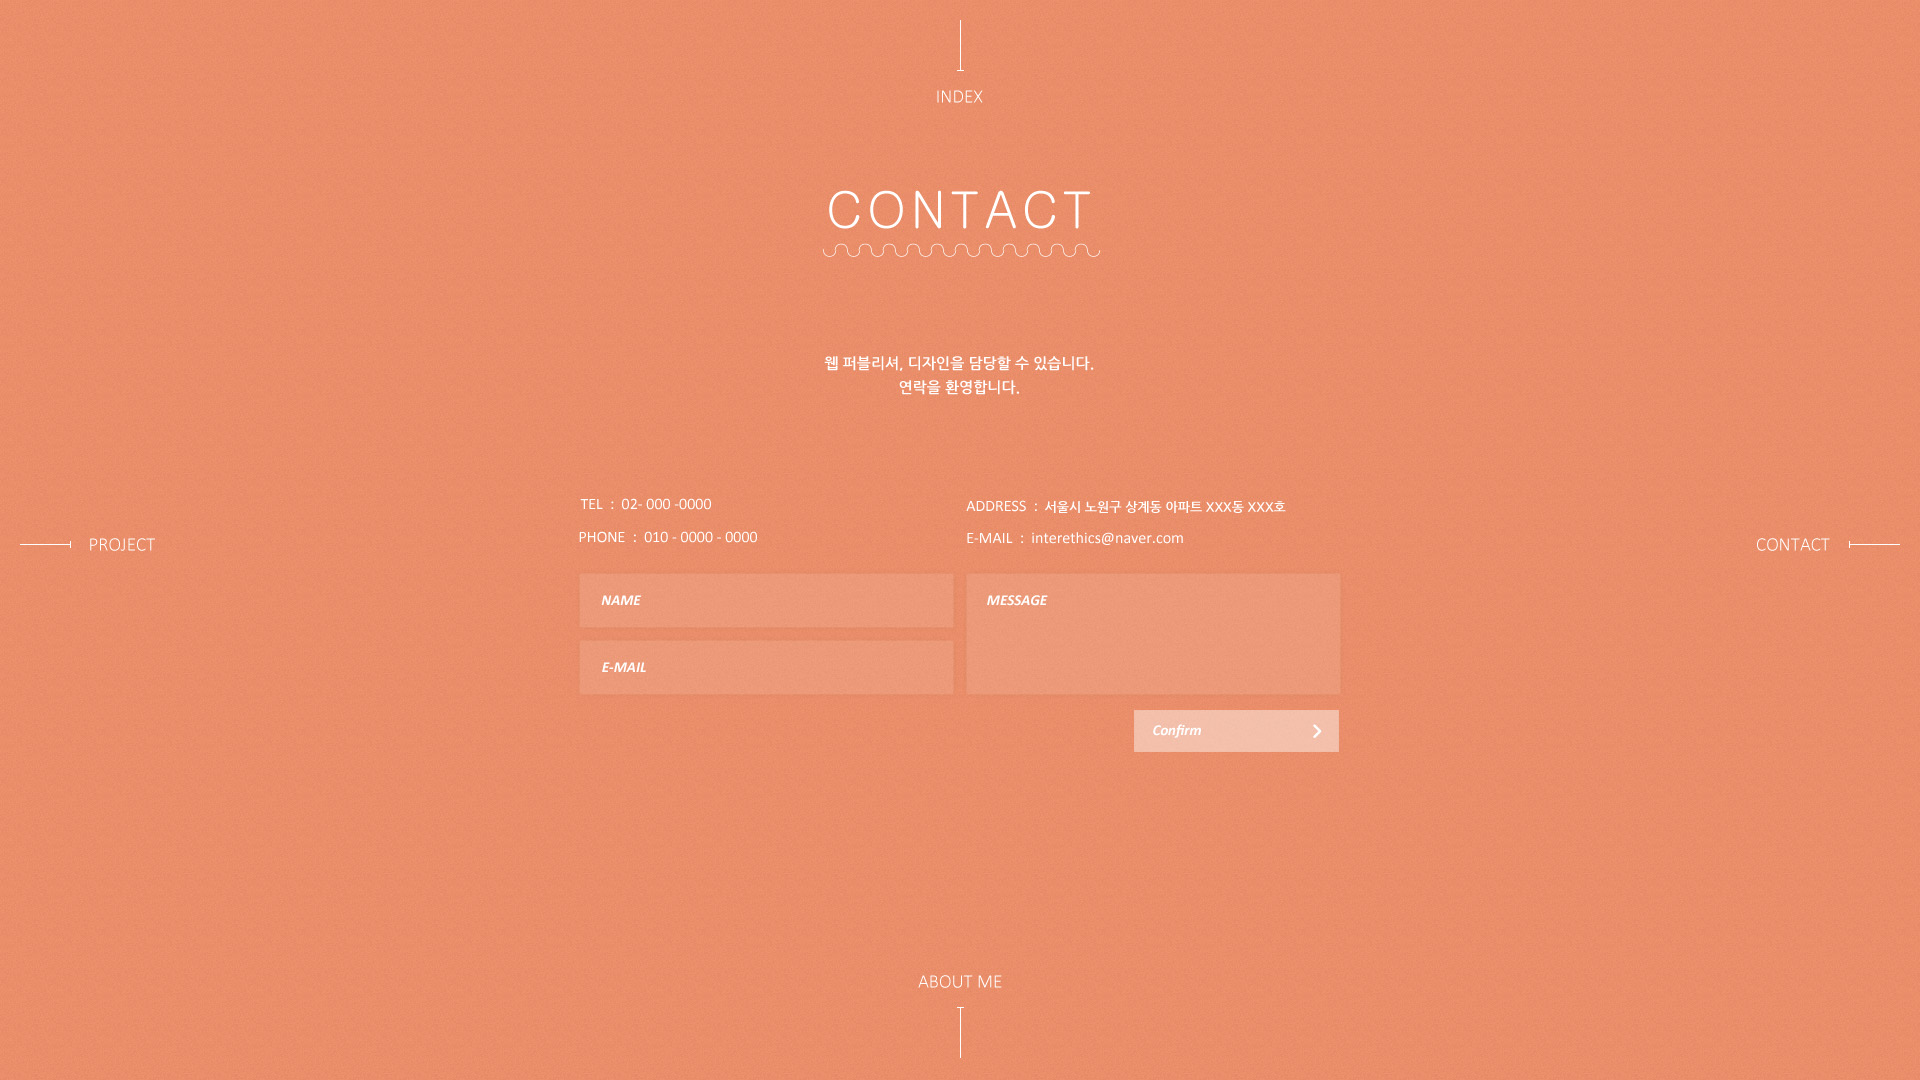 INDEX
CONTACT
웹 퍼블리셔, 디자인을 담당할 수 있습니다.
연락을 환영합니다.
TEL : 02- 000 -0000
ADDRESS : 서울시 노원구 상계동 아파트 XXX동 XXX호
PHONE : 010 - 0000 - 0000
E-MAIL : interethics@naver.com
PROJECT
CONTACT
NAME
MESSAGE
E-MAIL
Confirm
ABOUT ME